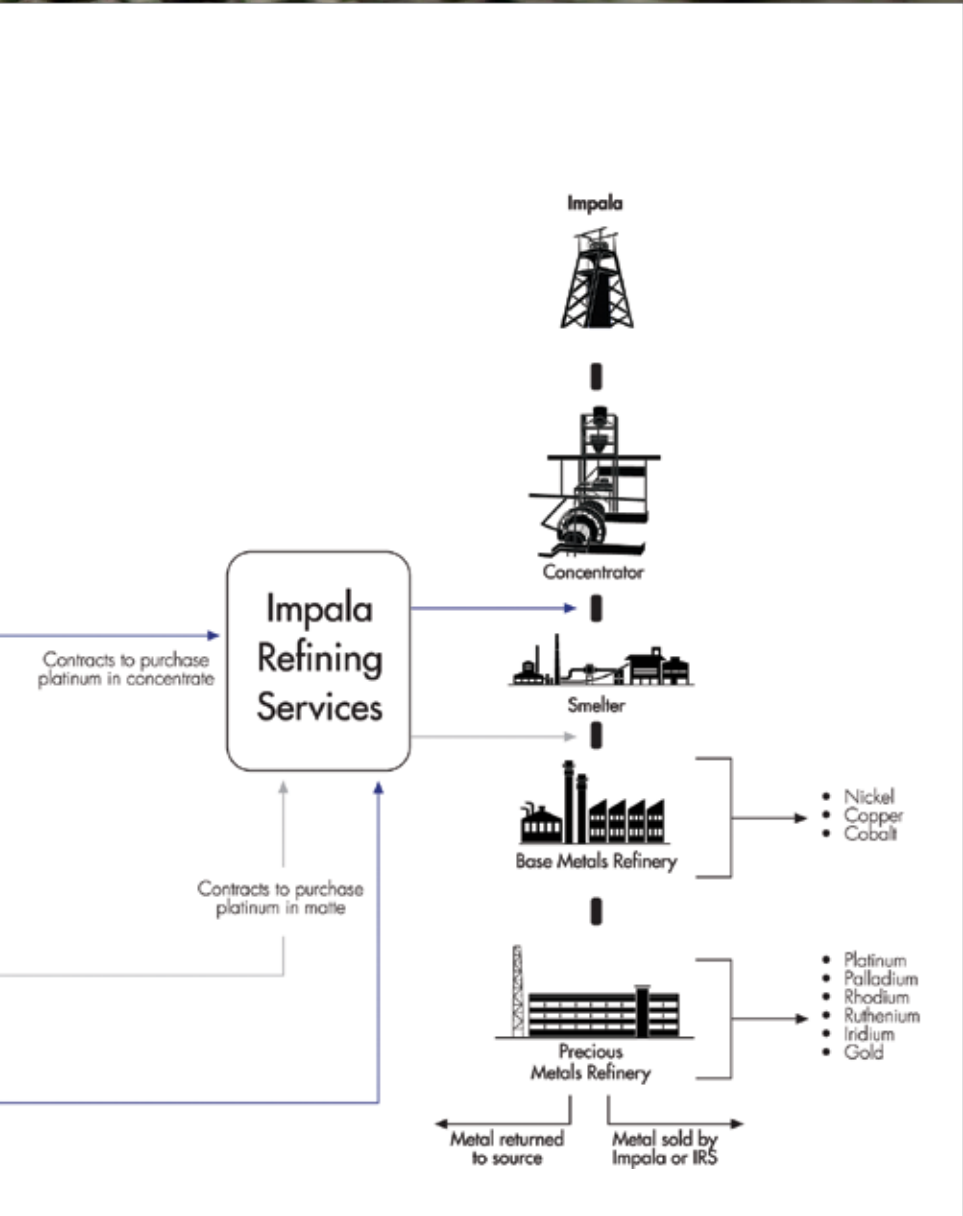 Impala
Concentrator
Impala
Refining
Services
Contracts to purchase
platinum in concentrate
Smelter
Base Metals Refinery
• Nickel
• Copper
• Cobalt
Contracts to purchase
platinum in matte
Precious
Metals Refinery
• Platinum
• Palladium
• Rhodium
• Ruthenium
• Iridium
• Gold
Metal returned
to source
Metal sold by
Impala or IRS